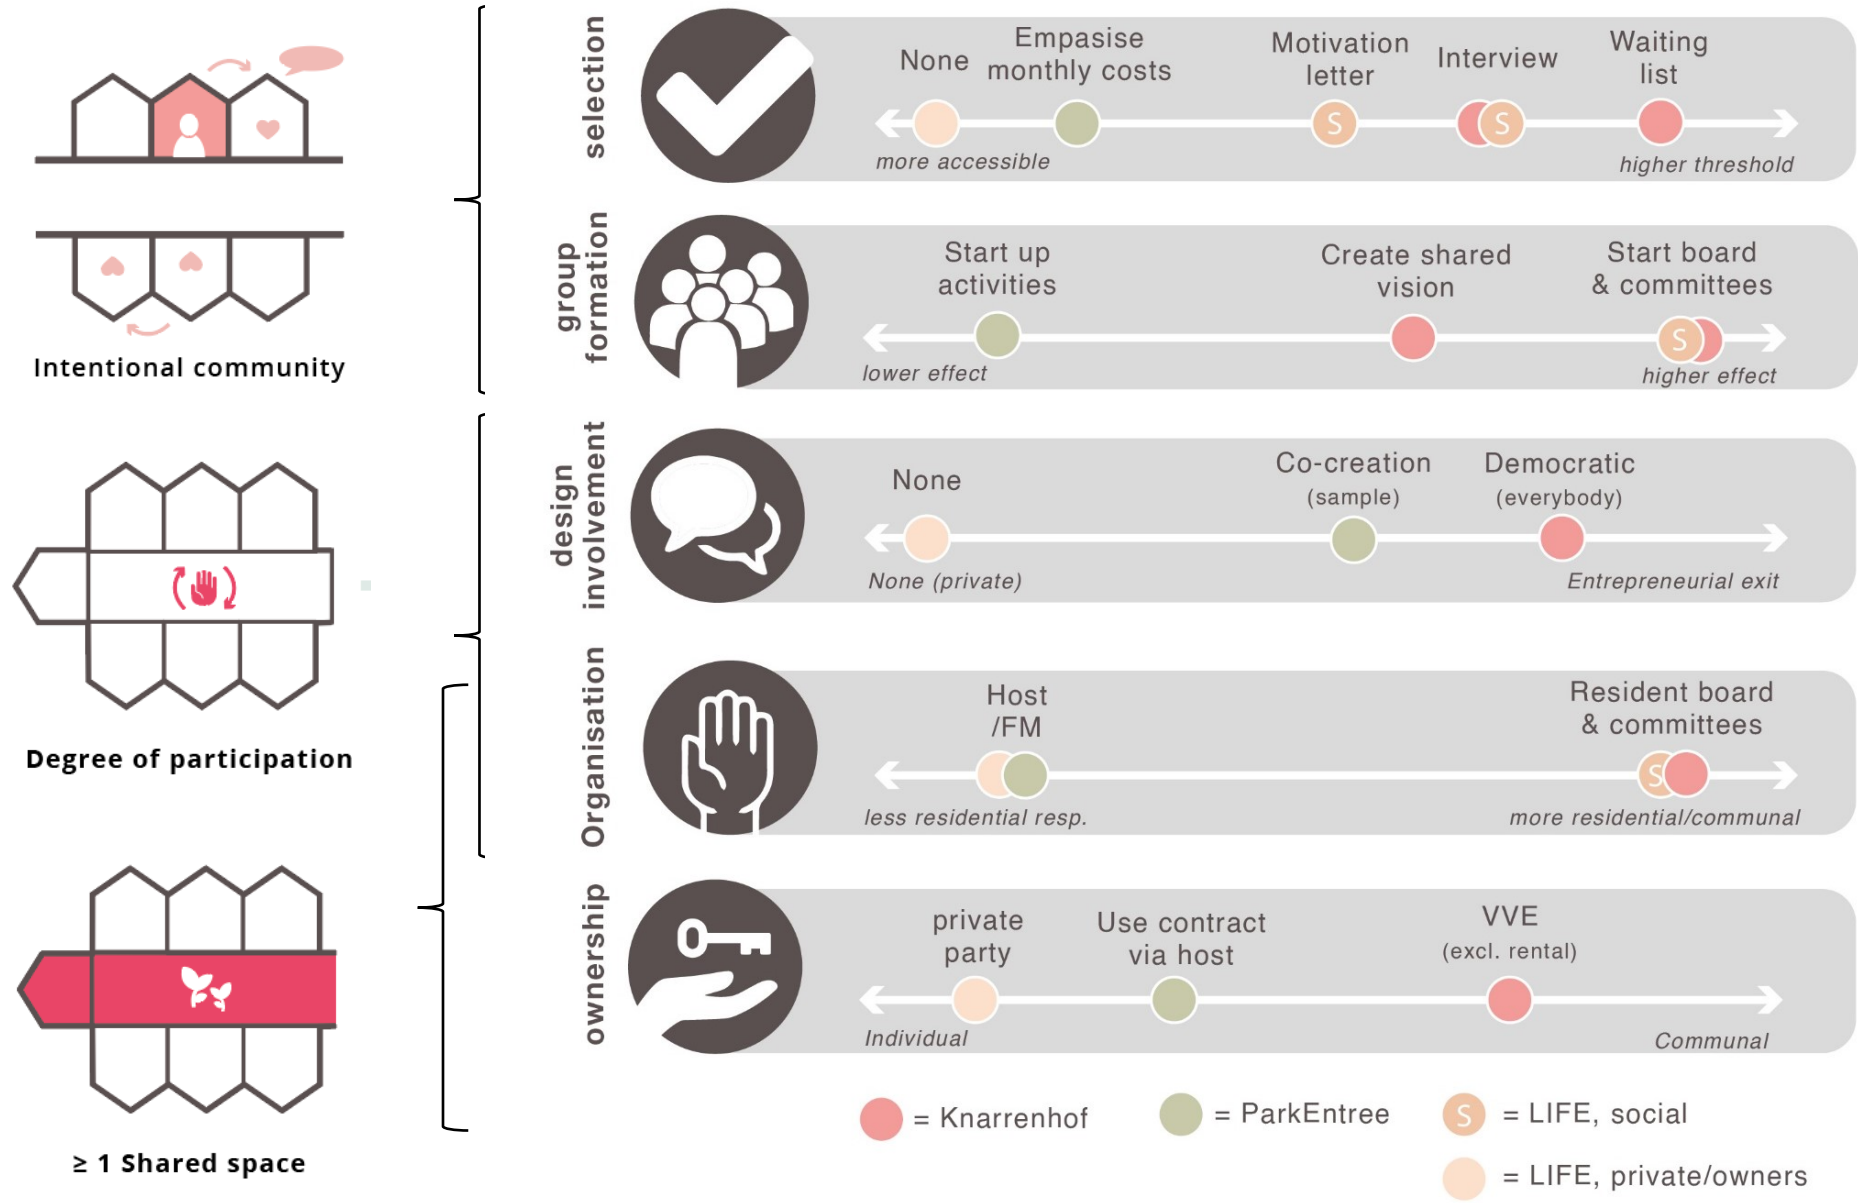 selection
None
Empasise
monthly costs
Motivation
letter
Interview
Waiting
list
S
S
more accessible
higher threshold
Intentional community
group
formation
Start up
activities
Create shared
vision
Start board
& committees
S
lower effect
higher effect
design
involvement
None
Co-creation
(sample)
Democratic
(everybody)
None (private)
Entrepreneurial exit
Degree of participation
Organisation
Host
/FM
Resident board
& committees
S
less residential resp.
more residential/communal
ownership
private
party
Use contract
via host
VVE
(excl. rental)
Individual
Communal
≥ 1 Shared space
= Knarrenhof
= ParkEntree
S = LIFE, social
= LIFE, private/owners